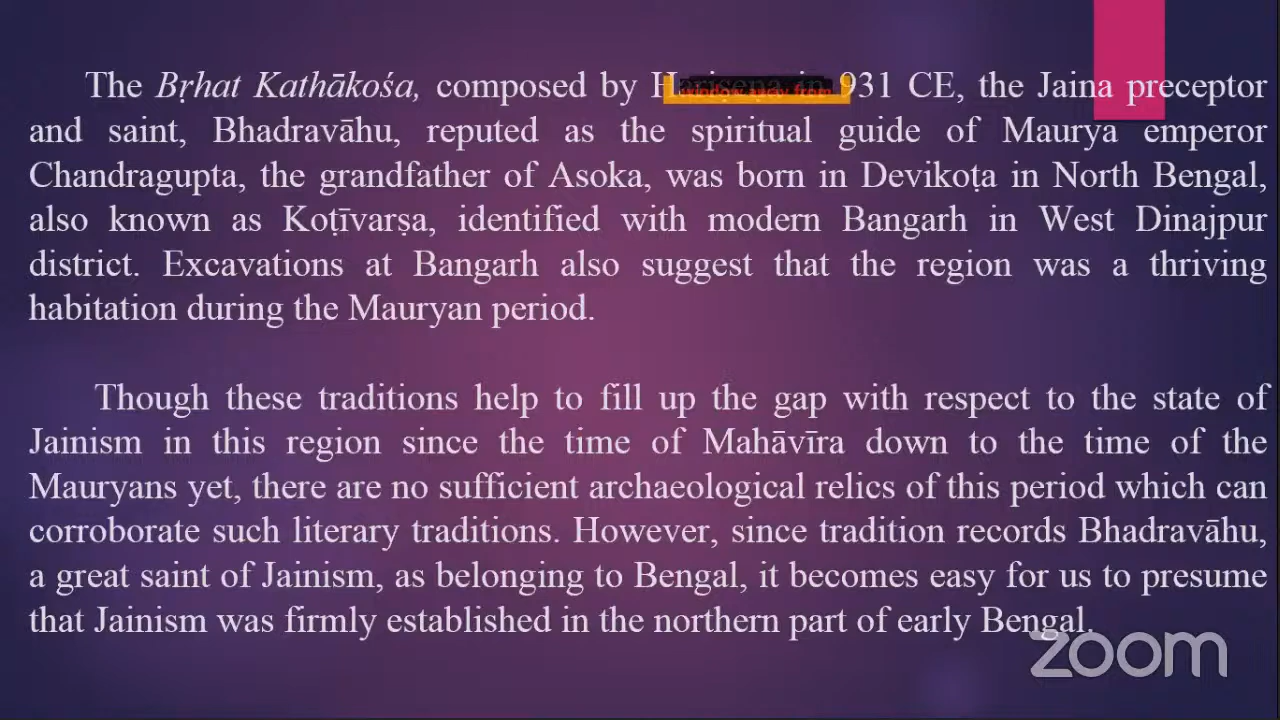 The Bṛhat Kathākośa, composed by Hariṣeṇa in 931 CE, the Jaina preceptor
and saint, Bhadravāhu, reputed as the spiritual guide of Maurya emperor
Chandragupta, the grandfather of Asoka, was born in Devikoṭa in North Bengal,
also known as Koṭīvarṣa, identified with modern Bangarh in West Dinajpur
district. Excavations at Bangarh also suggest that the region was a thriving
habitation during the Mauryan period.
Though these traditions help to fill up the gap with respect to the state of
Jainism in this region since the time of Mahāvīra down to the time of the
Mauryans yet, there are no sufficient archaeological relics of this period which can
corroborate such literary traditions. However, since tradition records Bhadravāhu,
a great saint of Jainism, as belonging to Bengal, it becomes easy for us to presume
that Jainism was firmly established in the northern part of early Bengal.
zoom